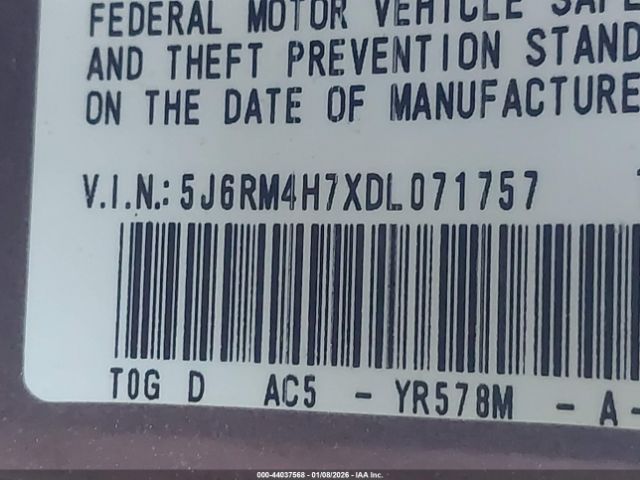 FEDERAL MOTOR VEHICLE SAFE
AND THEFT PREVENTION STAND
ON THE DATE OF MANUFACTURE
V.I.N.: 5J6RM4H7XDL071757
T0G D AC5 - YR578M - A -
000-44037568 - 01/08/2026 - IAA Inc.